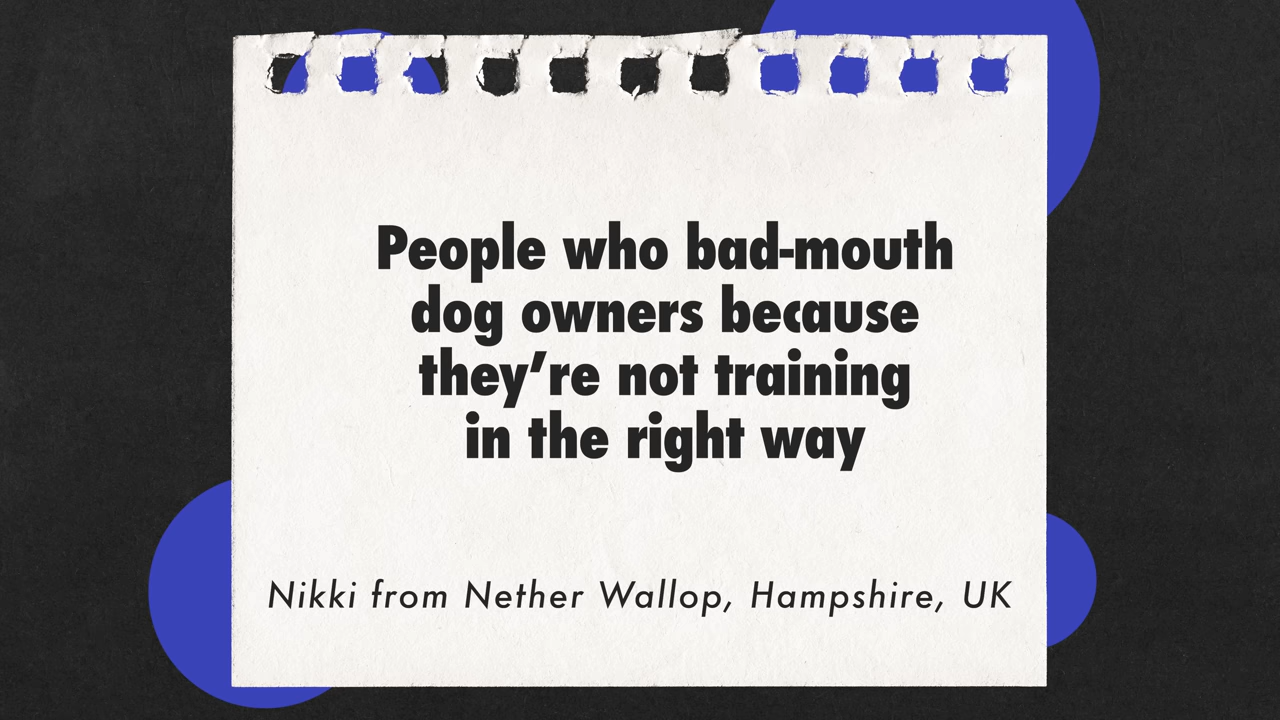 People who bad-mouth
dog owners because
they’re not training
in the right way
Nikki from Nether Wallop, Hampshire, UK